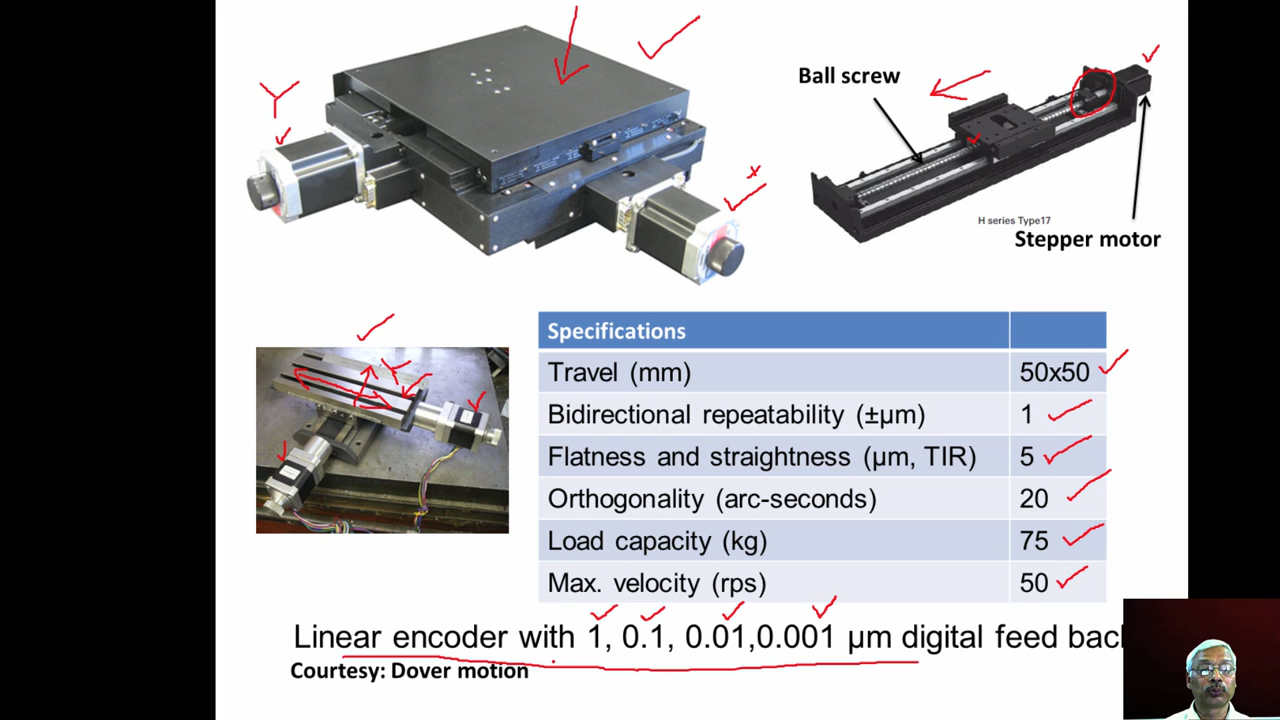 Y
x
Ball screw
H series Type17
Stepper motor
Y
Specifications
Travel (mm) 50x50
Bidirectional repeatability (±µm) 1
Flatness and straightness (µm, TIR) 5
Orthogonality (arc-seconds) 20
Load capacity (kg) 75
Max. velocity (rps) 50
Linear encoder with 1, 0.1, 0.01,0.001 µm digital feed bac
Courtesy: Dover motion